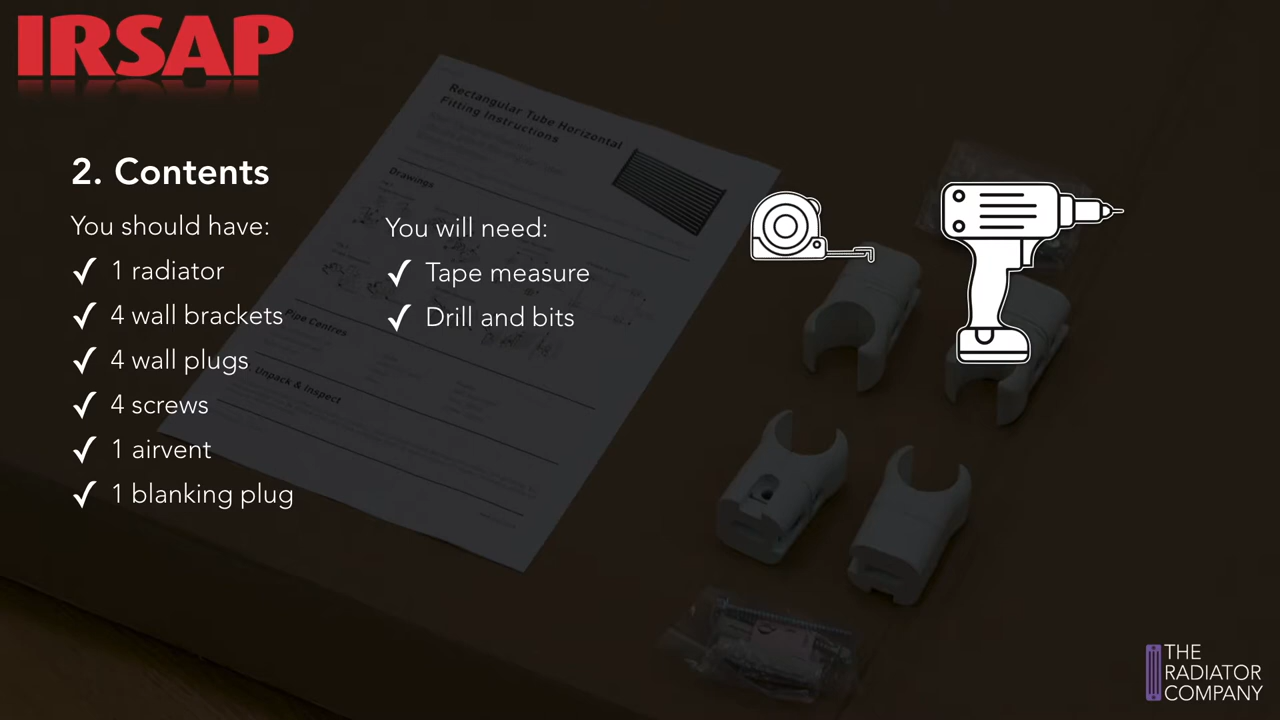 IRSAP
Rectangular Tube Horizontal
Fitting Instructions
Drawings
Pipe Centres
Unpack & Inspect
2. Contents
You should have:
✓ 1 radiator
✓ 4 wall brackets
✓ 4 wall plugs
✓ 4 screws
✓ 1 airvent
✓ 1 blanking plug
You will need:
✓ Tape measure
✓ Drill and bits
THE
RADIATOR
COMPANY